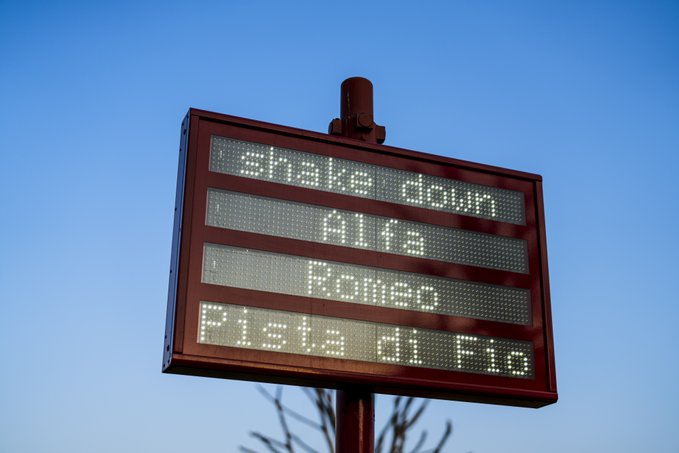 shake down
Alfa
Romeo
Pista di Fio